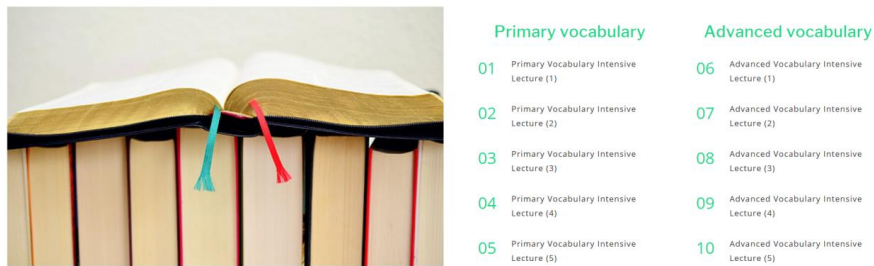 Primary vocabulary
01
Primary Vocabulary Intensive
Lecture (1)
02
Primary Vocabulary Intensive
Lecture (2)
03
Primary Vocabulary Intensive
Lecture (3)
04
Primary Vocabulary Intensive
Lecture (4)
05
Primary Vocabulary Intensive
Lecture (5)
Advanced vocabulary
06
Advanced Vocabulary Intensive
Lecture (1)
07
Advanced Vocabulary Intensive
Lecture (2)
08
Advanced Vocabulary Intensive
Lecture (3)
09
Advanced Vocabulary Intensive
Lecture (4)
10
Advanced Vocabulary Intensive
Lecture (5)